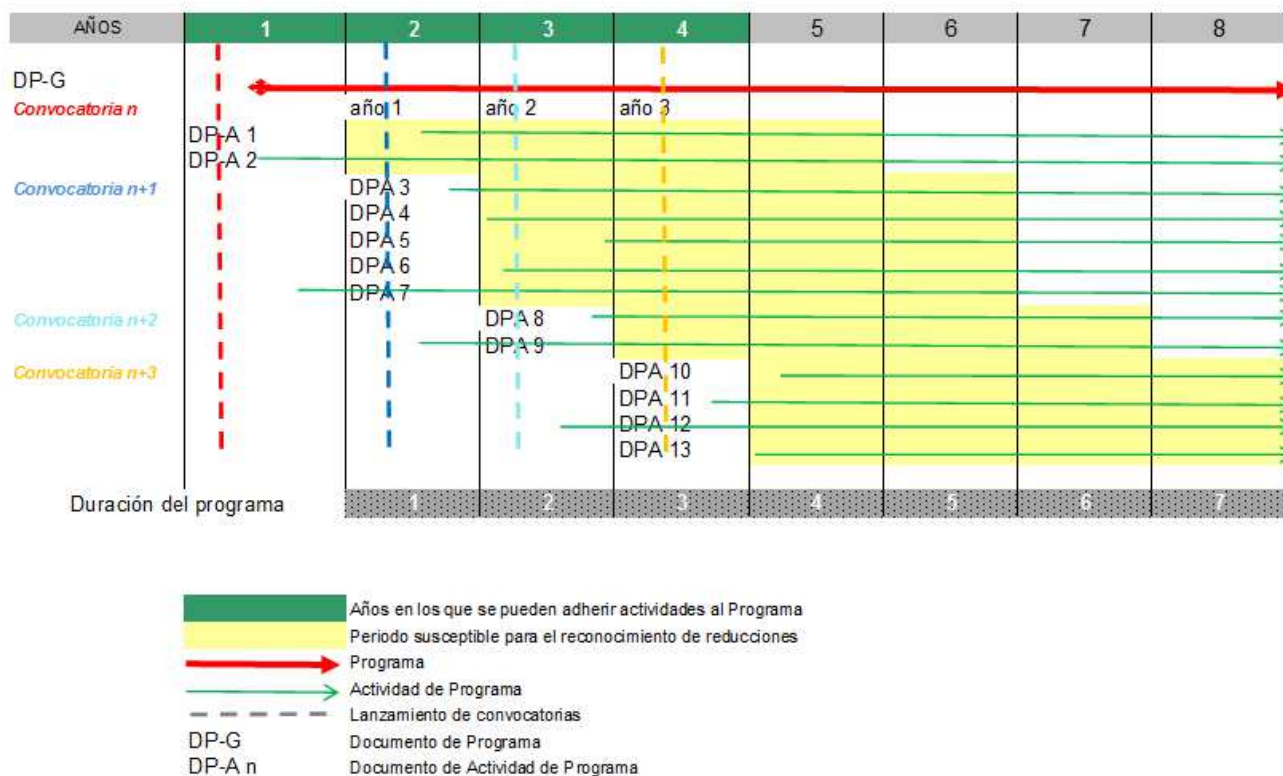 AÑOS 1 2 3 4 5 6 7 8
DP-G
Convocatoria n año 1 año 2 año 3
DP-A 1
DP-A 2
Convocatoria n+1 DPA 3
DPA 4
DPA 5
DPA 6
DPA 7
Convocatoria n+2 DPA 8
DPA 9
Convocatoria n+3 DPA 10
DPA 11
DPA 12
DPA 13
Duración del programa 1 2 3 4 5 6 7
Años en los que se pueden adherir actividades al Programa
Periodo susceptible para el reconocimiento de reducciones
Programa
Actividad de Programa
Lanzamiento de convocatorias
DP-G Documento de Programa
DP-A n Documento de Actividad de Programa